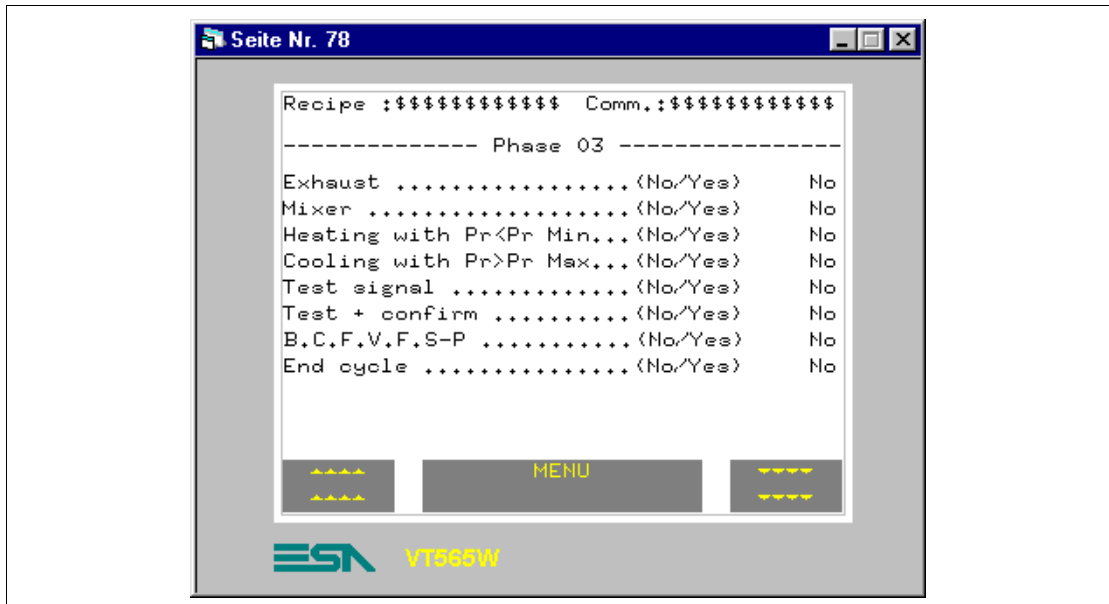 Seite Nr. 78
Recipe :$$$$$$$$$$$$ Comm.:$$$$$$$$$$$$
-------------- Phase 03 ----------------
Exhaust .................(No/Yes) No
Mixer ...................(No/Yes) No
Heating with Pr<Pr Min...(No/Yes) No
Cooling with Pr>Pr Max...(No/Yes) No
Test signal .............(No/Yes) No
Test + confirm ..........(No/Yes) No
B.C.F.V.F.S-P ...........(No/Yes) No
End cycle ...............(No/Yes) No
MENU
ESA VT565W